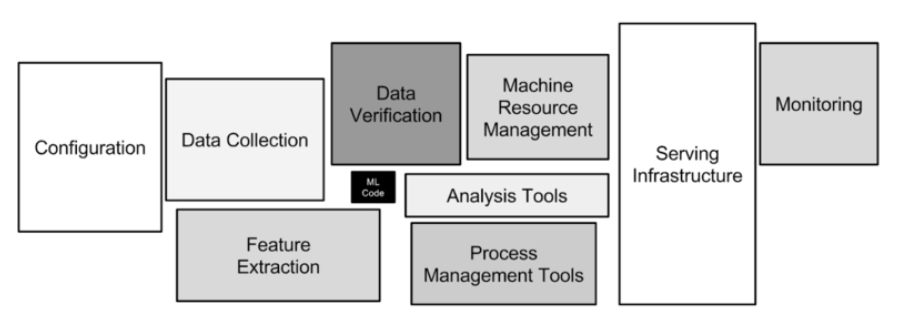 Configuration
Data Collection
Feature
Extraction
Data
Verification
ML
Code
Machine
Resource
Management
Analysis Tools
Process
Management Tools
Serving
Infrastructure
Monitoring